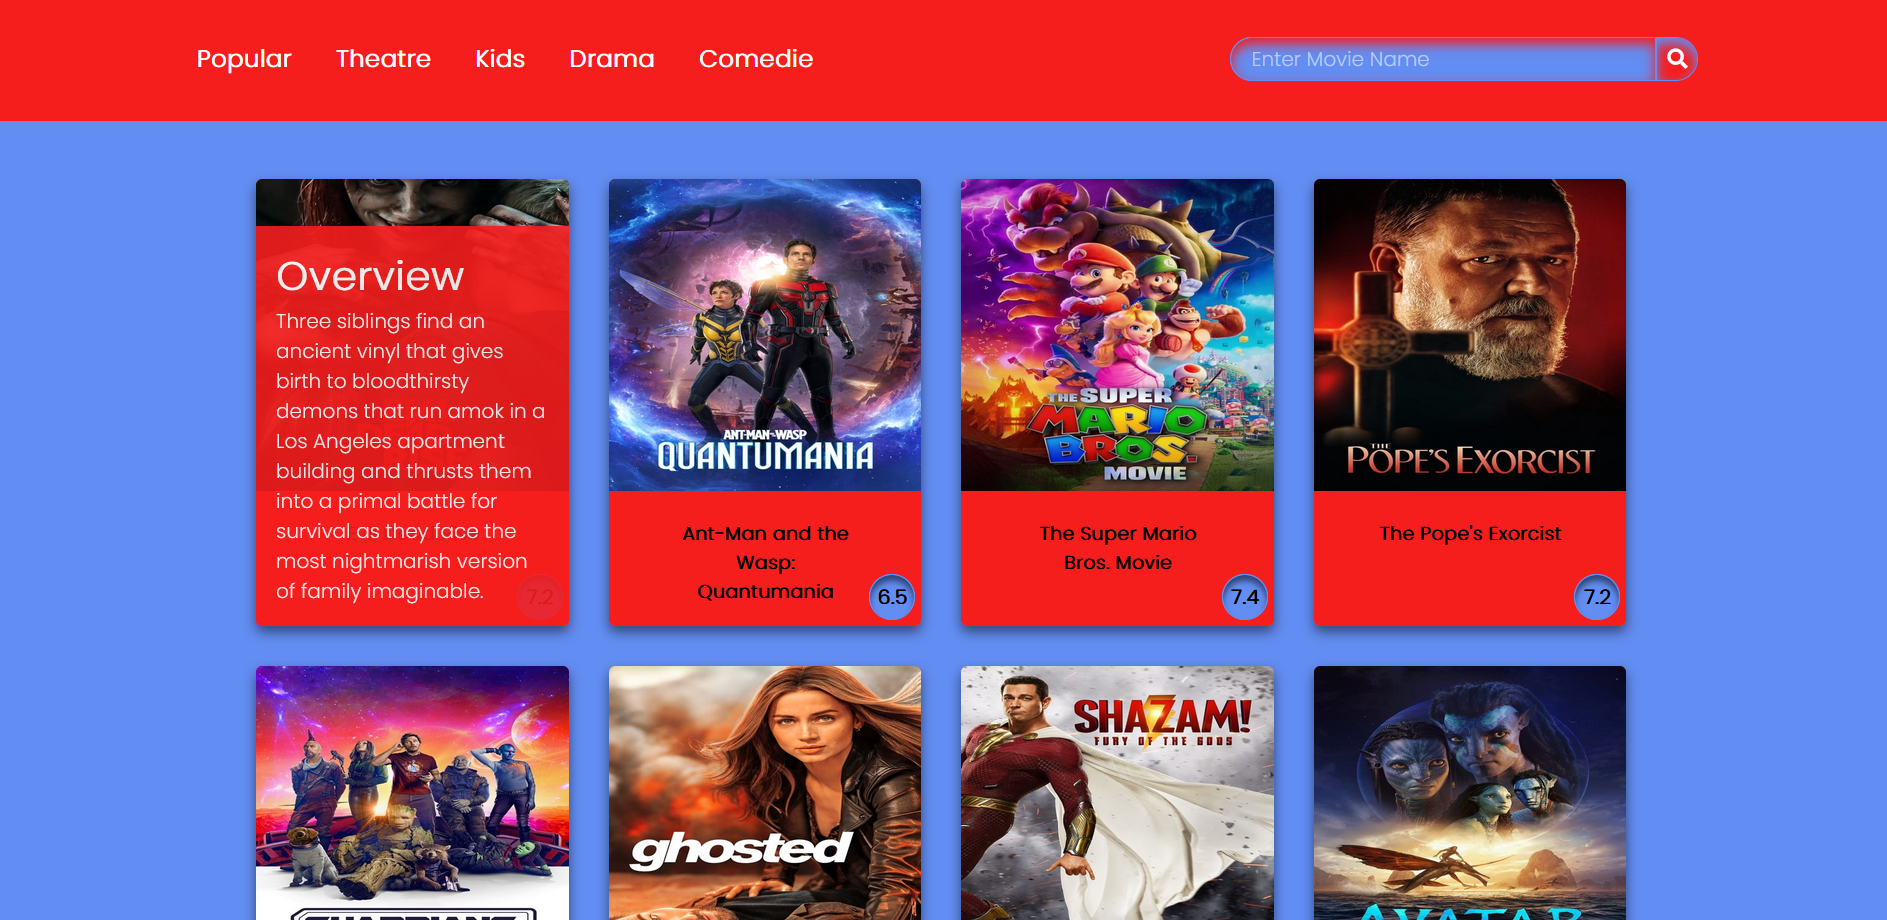 Popular Theatre Kids Drama Comedie
Enter Movie Name
Overview
Three siblings find an
ancient vinyl that gives
birth to bloodthirsty
demons that run amok in a
Los Angeles apartment
building and thrusts them
into a primal battle for
survival as they face the
most nightmarish version
of family imaginable.
7.2
ANT-MAN AND THE WASP
QUANTUMANIA
Ant-Man and the
Wasp:
Quantumania
6.5
THE SUPER
MARIO
BROS.
MOVIE
The Super Mario
Bros. Movie
7.4
THE
POPE'S EXORCIST
The Pope's Exorcist
7.2
GUARDIANS
ghosted
SHAZAM!
FURY OF THE GODS
AVATAR